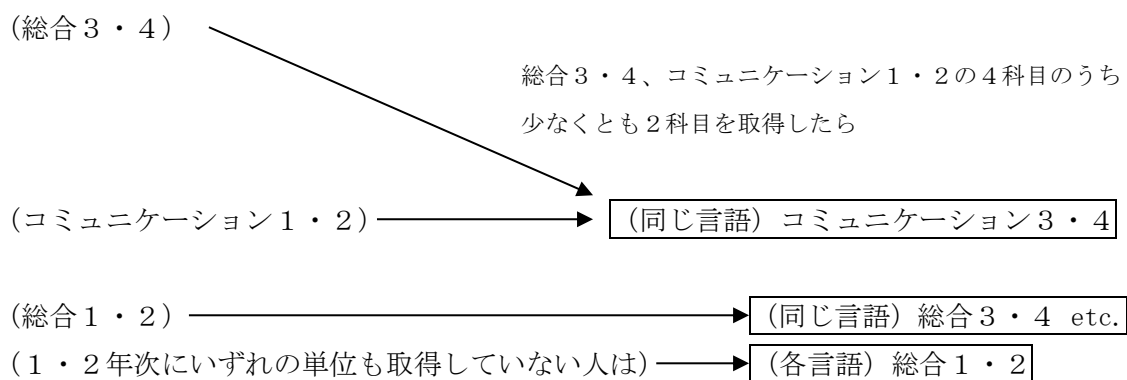 (総合3・4)
総合3・4、コミュニケーション1・2の4科目のうち
少なくとも2科目を取得したら
(コミュニケーション1・2) (同じ言語)コミュニケーション3・4
(総合1・2) (同じ言語)総合3・4 etc.
(1・2年次にいずれの単位も取得していない人は) (各言語)総合1・2